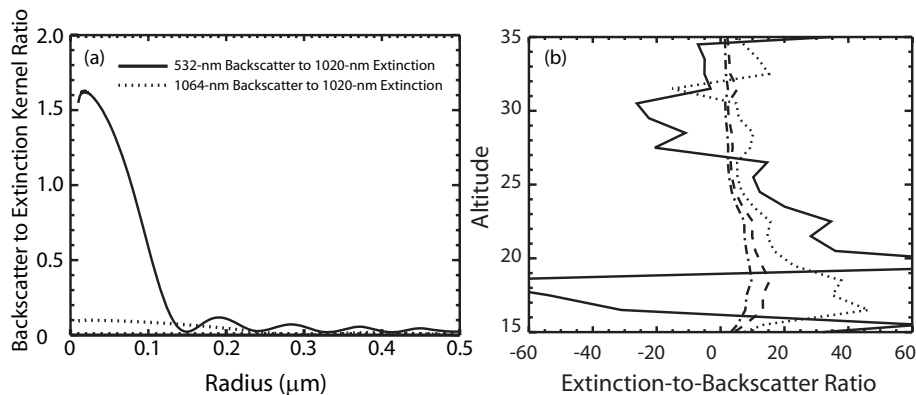 2.0
1.5
1.0
0.5
0
0
0.1
0.2
0.3
0.4
0.5
Backscatter to Extinction Kernel Ratio
Radius (μm)
(a)
532-nm Backscatter to 1020-nm Extinction
1064-nm Backscatter to 1020-nm Extinction
35
30
25
20
15
-60
-40
-20
0
20
40
60
Altitude
Extinction-to-Backscatter Ratio
(b)